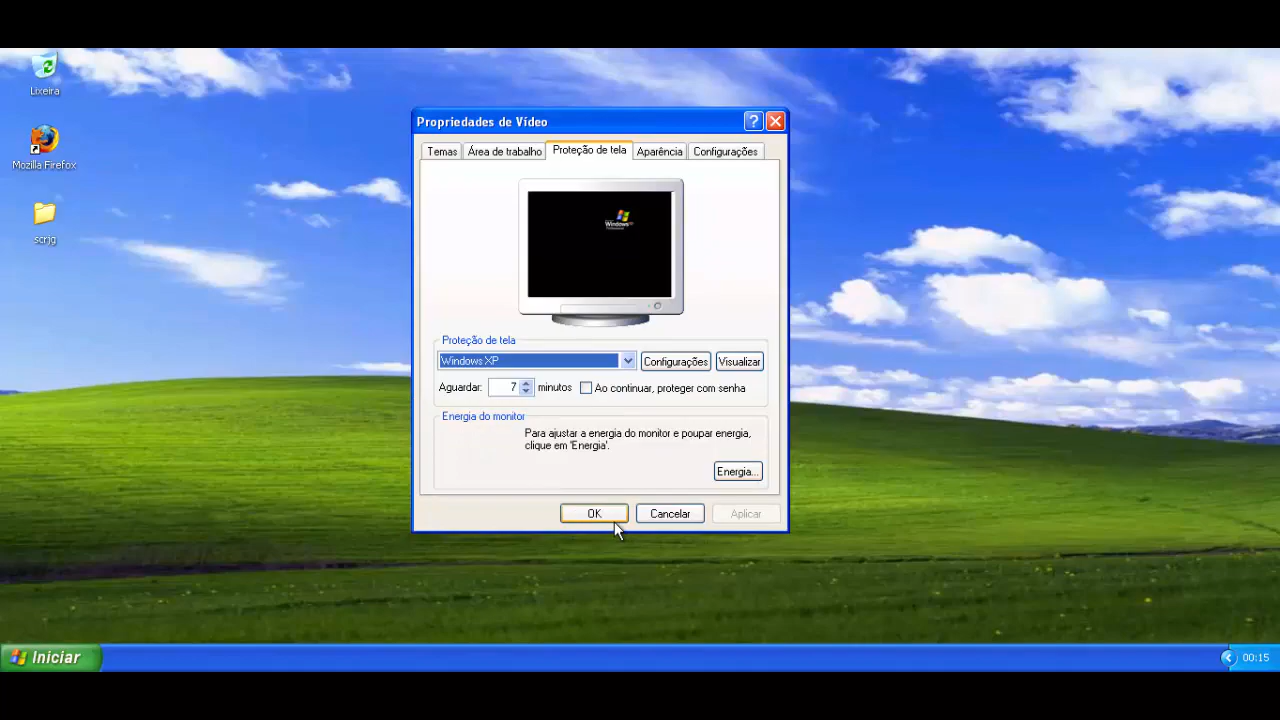 Lixeira
Mozilla Firefox
scrjg
Propriedades de Vídeo
Temas Área de trabalho Proteção de tela Aparência Configurações
Windows
Proteção de tela
Windows XP Configurações Visualizar
Aguardar: 7 minutos Ao continuar, proteger com senha
Energia do monitor
Para ajustar a energia do monitor e poupar energia,
clique em 'Energia'.
Energia...
OK Cancelar Aplicar
Iniciar 00:15